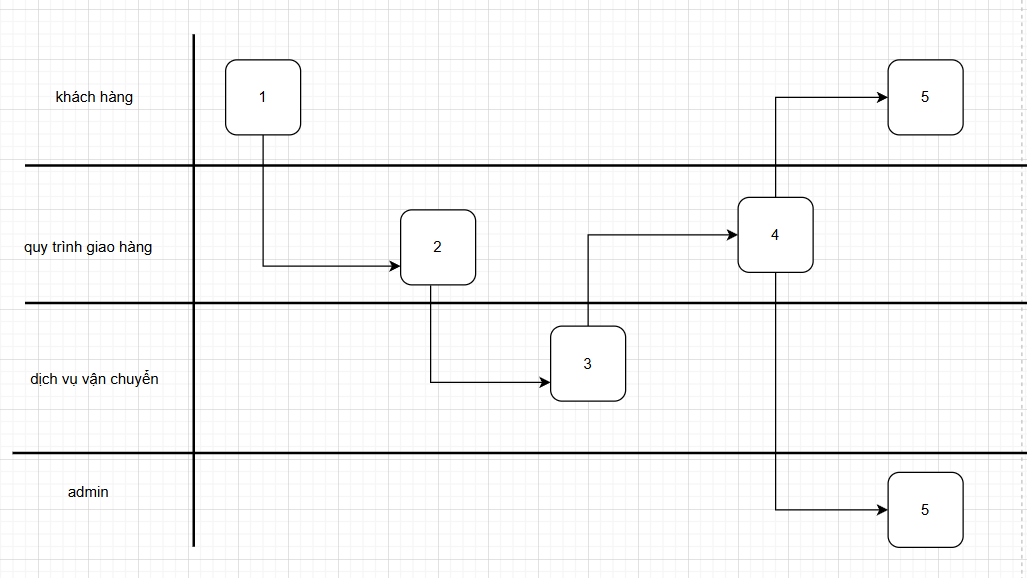 khách hàng
1
5
quy trình giao hàng
2
4
dịch vụ vận chuyển
3
admin
5